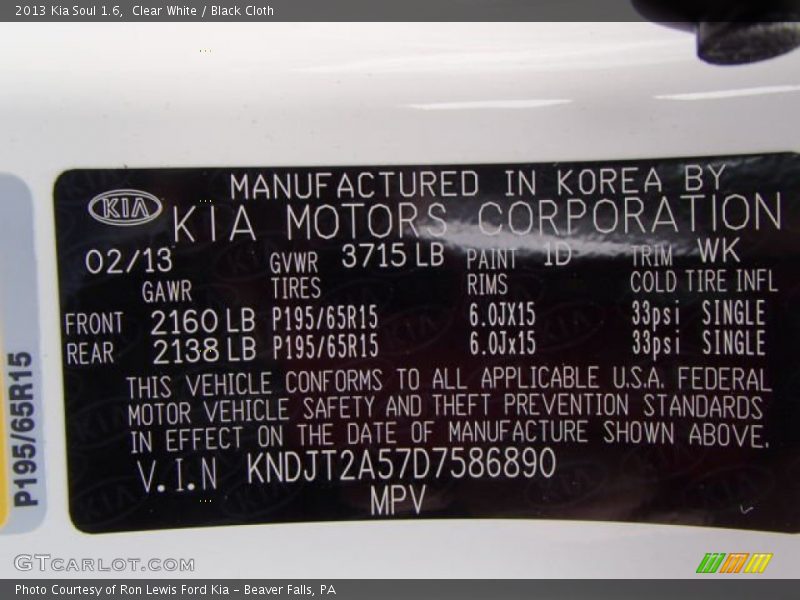 2013 Kia Soul 1.6, Clear White / Black Cloth
MANUFACTURED IN KOREA BY
KIA KIA MOTORS CORPORATION
02/13 GVWR 3715 LB PAINT 1D TRIM WK
GAWR TIRES RIMS COLD TIRE INFL
FRONT 2160 LB P195/65R15 6.0JX15 33psi SINGLE
REAR 2138 LB P195/65R15 6.0Jx15 33psi SINGLE
THIS VEHICLE CONFORMS TO ALL APPLICABLE U.S.A. FEDERAL
MOTOR VEHICLE SAFETY AND THEFT PREVENTION STANDARDS
IN EFFECT ON THE DATE OF MANUFACTURE SHOWN ABOVE.
V.I.N KNDJT2A57D7586890
MPV
P195/65R15
GTCARLOT.COM
Photo Courtesy of Ron Lewis Ford Kia - Beaver Falls, PA